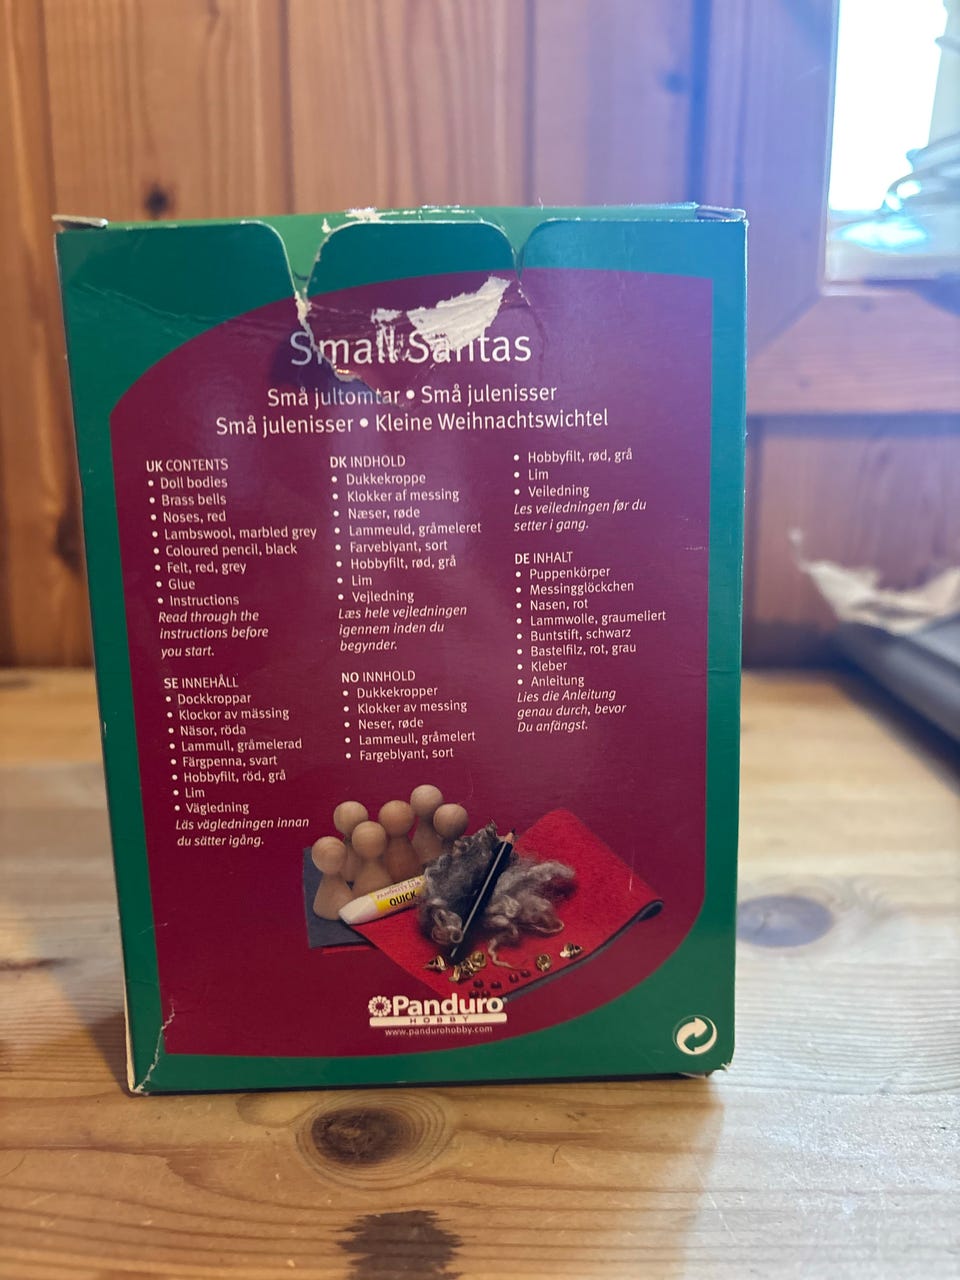 Small Santas
Små jultomtar • Små julenisser
Små julenisser • Kleine Weihnachtswichtel
UK CONTENTS
• Doll bodies
• Brass bells
• Noses, red
• Lambswool, marbled grey
• Coloured pencil, black
• Felt, red, grey
• Glue
• Instructions
Read through the
instructions before
you start.
SE INNEHÅLL
• Dockkroppar
• Klockor av mässing
• Näsor, röda
• Lammull, gråmelerad
• Färgpenna, svart
• Hobbyfilt, röd, grå
• Lim
• Vägledning
Läs vägledningen innan
du sätter igång.
DK INDHOLD
• Dukkekroppe
• Klokker af messing
• Næser, røde
• Lammeuld, gråmeleret
• Farveblyant, sort
• Hobbyfilt, rød, grå
• Lim
• Vejledning
Læs hele vejledningen
igennem inden du
begynder.
NO INNHOLD
• Dukkekropper
• Klokker av messing
• Neser, røde
• Lammeull, gråmelert
• Fargeblyant, sort
• Hobbyfilt, rød, grå
• Lim
• Veiledning
Les veiledningen før du
setter i gang.
DE INHALT
• Puppenkörper
• Messingglöckchen
• Nasen, rot
• Lammwolle, graumeliert
• Buntstift, schwarz
• Bastelfilz, rot, grau
• Kleber
• Anleitung
Lies die Anleitung
genau durch, bevor
Du anfängst.
QUICK
Panduro
HOBBY
www.pandurohobby.com